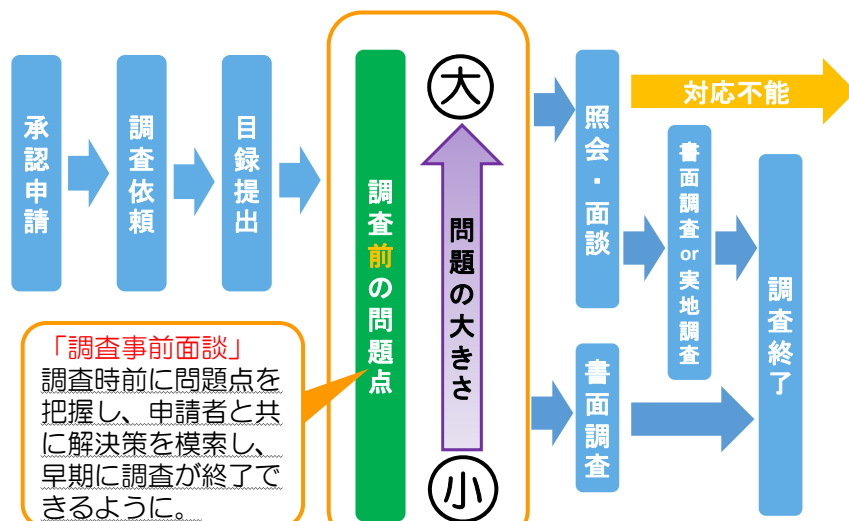 承認申請
調査依頼
目録提出
調査前の問題点
大
問題の大きさ
小
照会・面談
対応不能
書面調査or実地調査
書面調査
調査終了
「調査事前面談」
調査時前に問題点を
把握し、申請者と共
に解決策を模索し、
早期に調査が終了で
きるように。